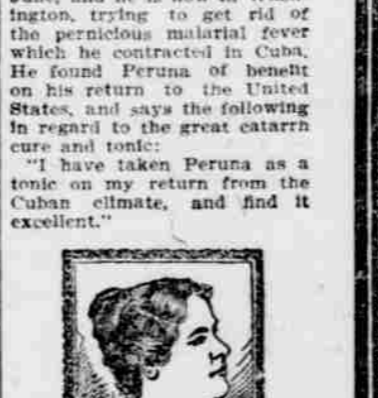 ington, trying to get rid of
the pernicious malarial fever
which he contracted in Cuba.
He found Peruna of benefit
on his return to the United
States, and says the following
in regard to the great catarrh
cure and tonic:
"I have taken Peruna as a
tonic on my return from the
Cuban climate, and find it
excellent."